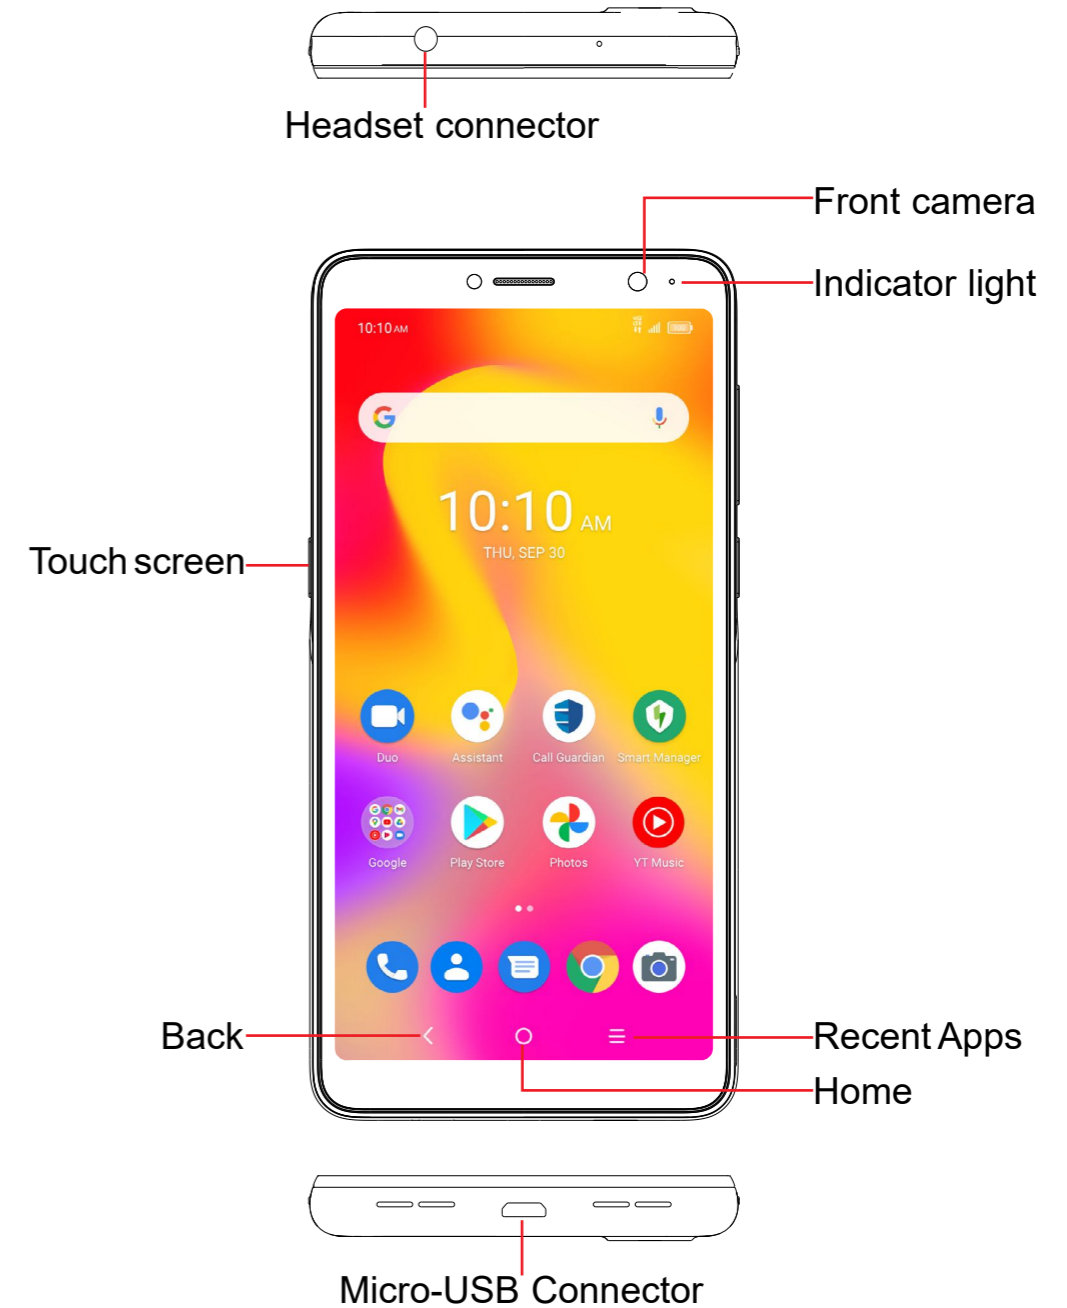 Headset connector
Front camera
Indicator light
10:10 AM
10:10 AM
THU, SEP 30
Touch screen
Duo Assistant Call Guardian Smart Manager
Google Play Store Photos YT Music
Back
Recent Apps
Home
Micro-USB Connector